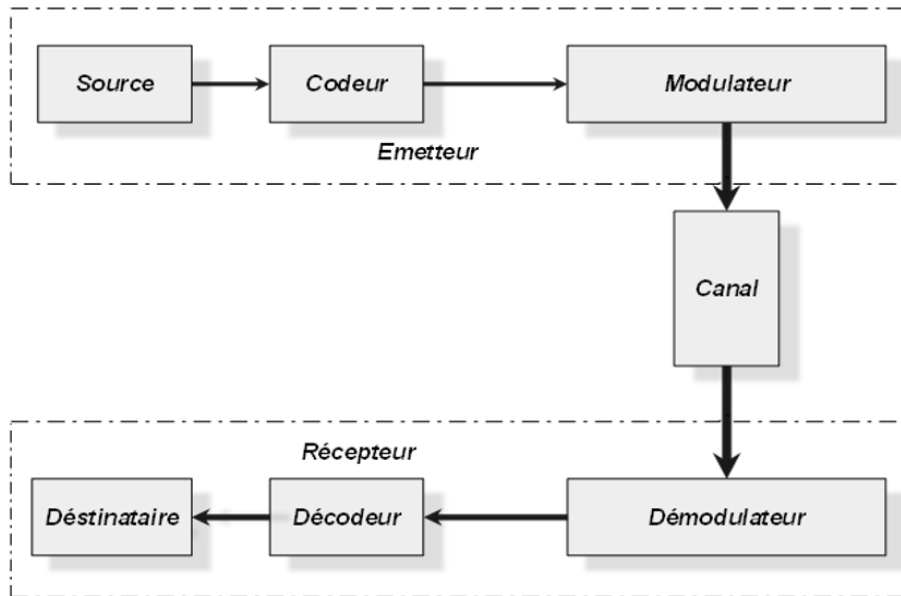 Source
Codeur
Modulateur
Emetteur
Canal
Récepteur
Déstinataire
Décodeur
Démodulateur